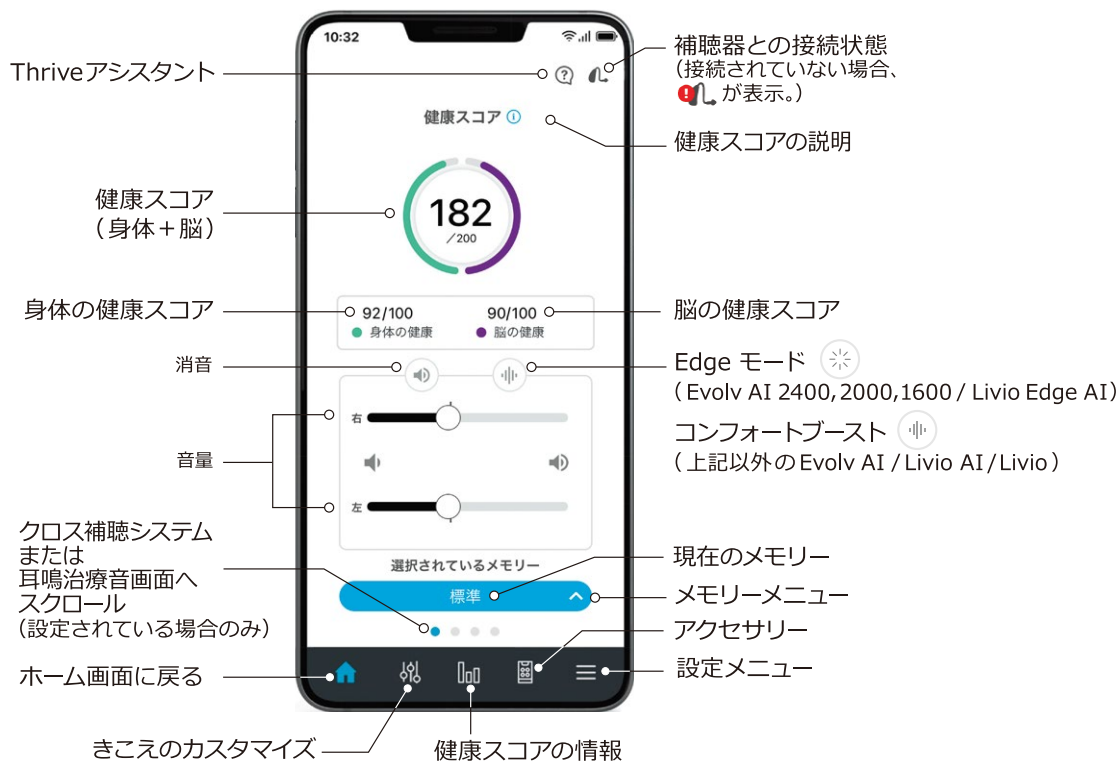 10:32
Thriveアシスタント
補聴器との接続状態
(接続されていない場合、
が表示。)
健康スコア
健康スコアの説明
健康スコア
(身体+脳)
182
/200
身体の健康スコア
92/100
身体の健康
90/100
脳の健康
脳の健康スコア
消音
Edge モード
(Evolv AI 2400,2000,1600 / Livio Edge AI)
コンフォートブースト
(上記以外のEvolv AI / Livio AI/Livio)
右
音量
左
クロス補聴システム
または
耳鳴治療音画面へ
スクロール
(設定されている場合のみ)
選択されているメモリー
標準
現在のメモリー
メモリーメニュー
アクセサリー
設定メニュー
ホーム画面に戻る
きこえのカスタマイズ
健康スコアの情報